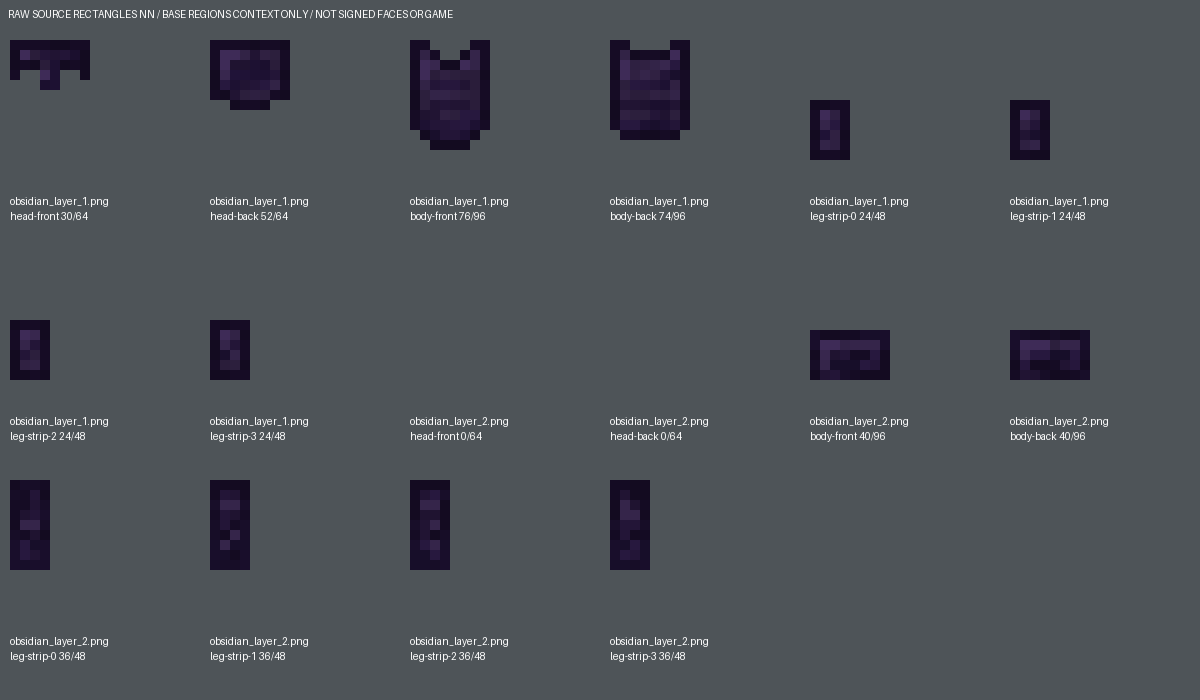 RAW SOURCE RECTANGLES NN / BASE REGIONS CONTEXT ONLY / NOT SIGNED FACES OR GAME
obsidian_layer_1.png
head-front 30/64
obsidian_layer_1.png
head-back 52/64
obsidian_layer_1.png
body-front 76/96
obsidian_layer_1.png
body-back 74/96
obsidian_layer_1.png
leg-strip-0 24/48
obsidian_layer_1.png
leg-strip-1 24/48
obsidian_layer_1.png
leg-strip-2 24/48
obsidian_layer_1.png
leg-strip-3 24/48
obsidian_layer_2.png
head-front 0/64
obsidian_layer_2.png
head-back 0/64
obsidian_layer_2.png
body-front 40/96
obsidian_layer_2.png
body-back 40/96
obsidian_layer_2.png
leg-strip-0 36/48
obsidian_layer_2.png
leg-strip-1 36/48
obsidian_layer_2.png
leg-strip-2 36/48
obsidian_layer_2.png
leg-strip-3 36/48